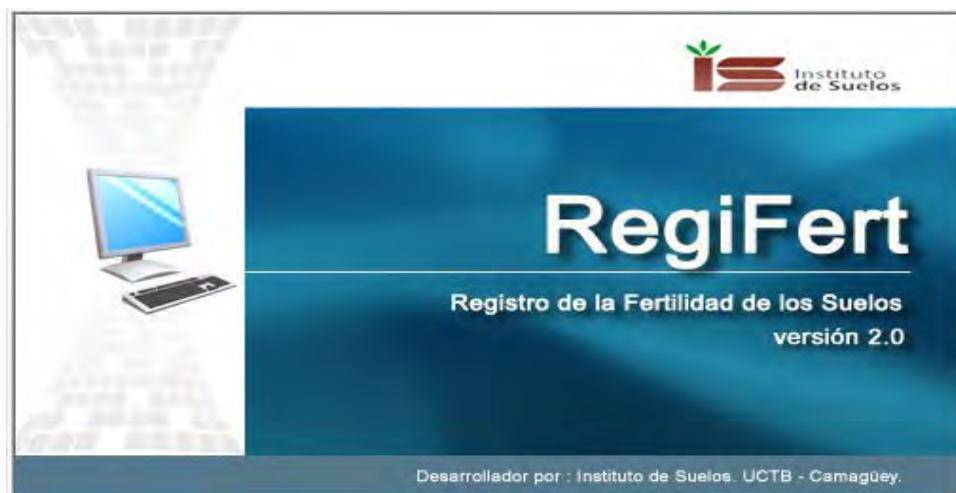 IS Instituto
de Suelos
RegiFert
Registro de la Fertilidad de los Suelos
versión 2.0
Desarrollador por : Instituto de Suelos. UCTB - Camagüey.